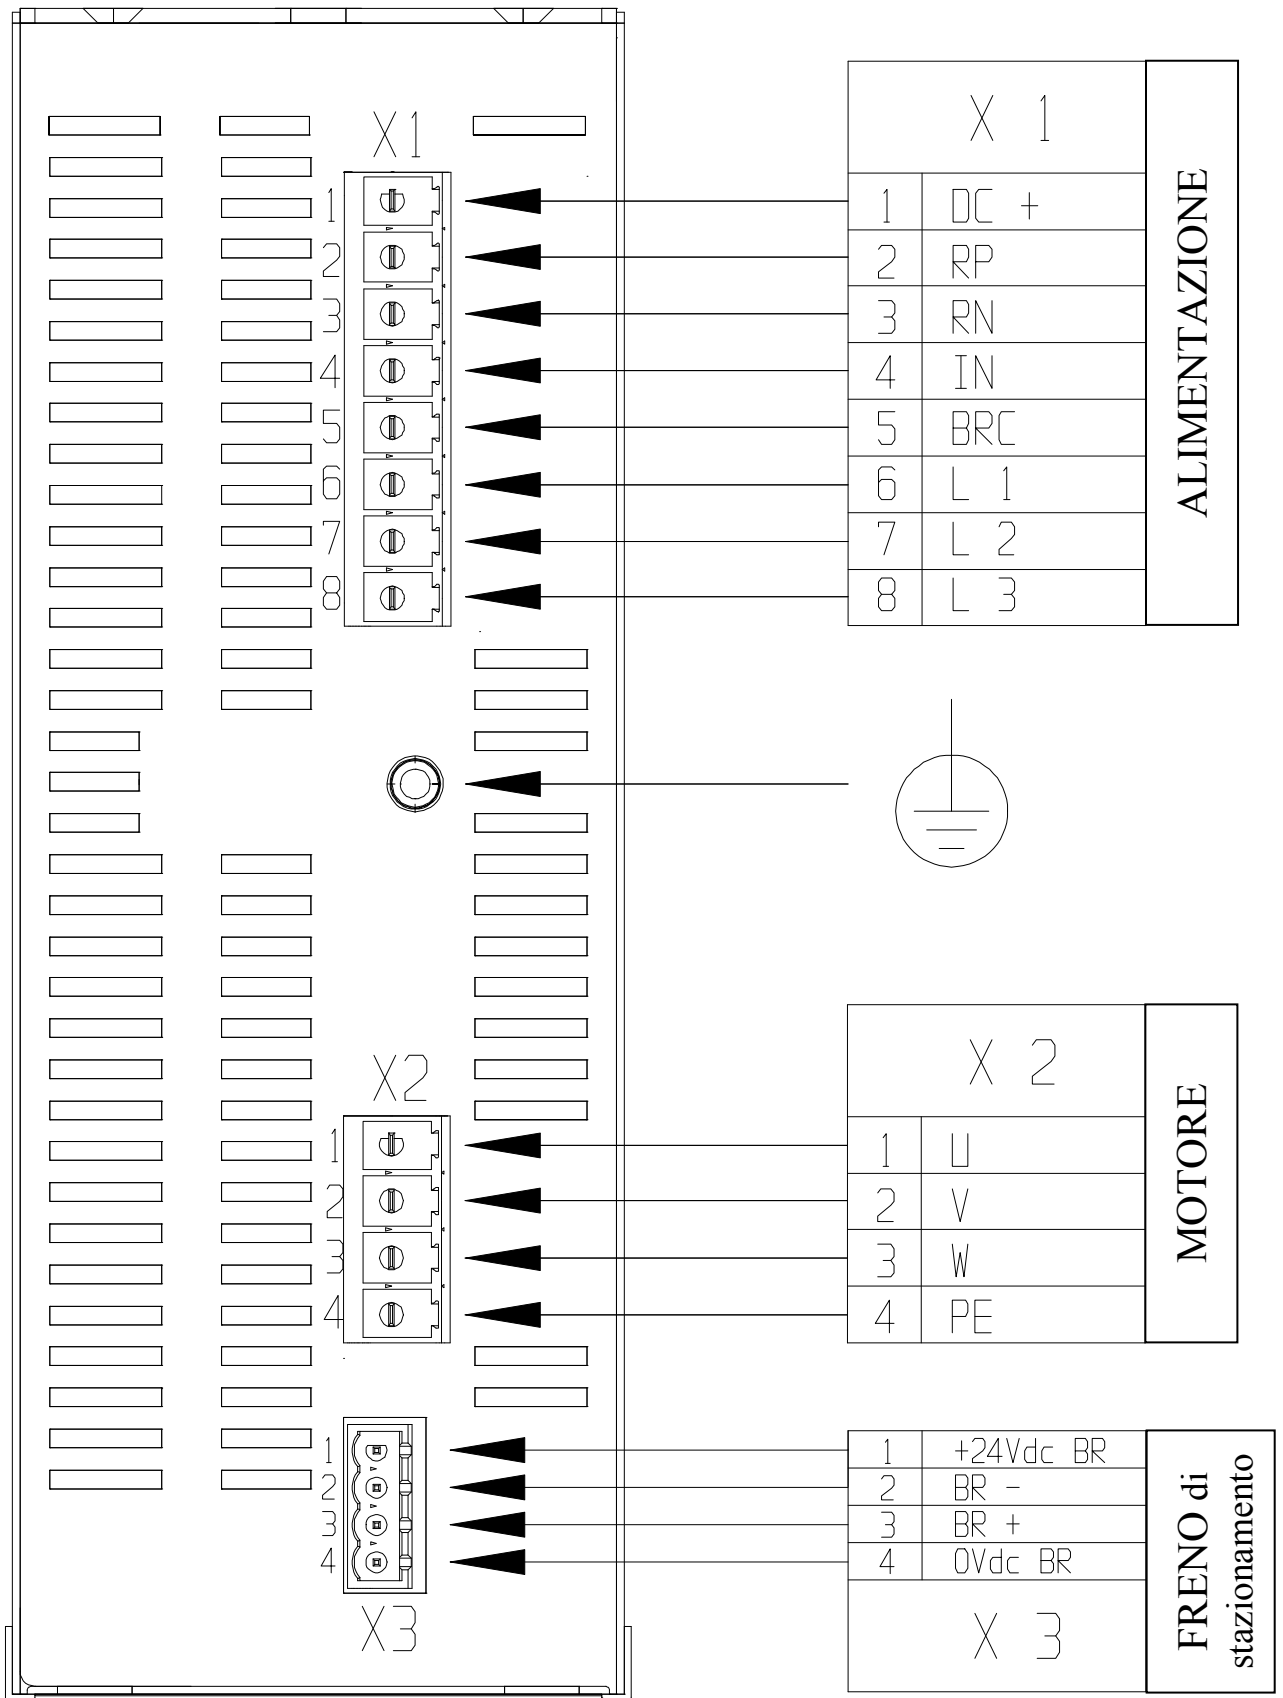 X1
1
2
3
4
5
6
7
8
X 1
1 DC +
2 RP
3 RN
4 IN
5 BRC
6 L 1
7 L 2
8 L 3
ALIMENTAZIONE
X2
1
2
3
4
X 2
1 U
2 V
3 W
4 PE
MOTORE
1
2
3
4
X3
1 +24Vdc BR
2 BR -
3 BR +
4 0Vdc BR
X 3
FRENO di
stazionamento